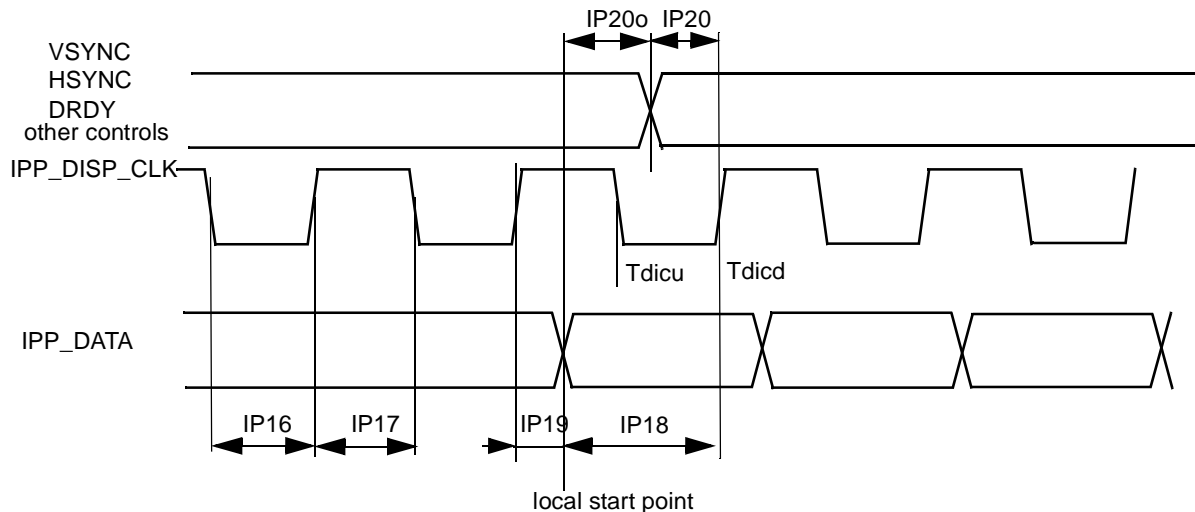 IP20o IP20
VSYNC
HSYNC
DRDY
other controls
IPP_DISP_CLK
Tdicu Tdicd
IPP_DATA
IP16 IP17 IP19 IP18
local start point